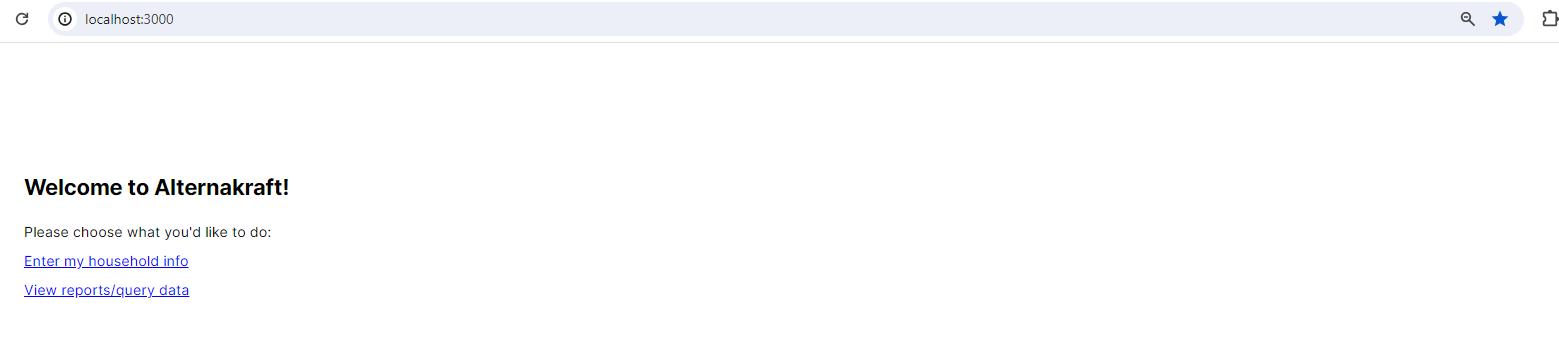 localhost:3000
Welcome to Alternakraft!
Please choose what you'd like to do:
Enter my household info
View reports/query data